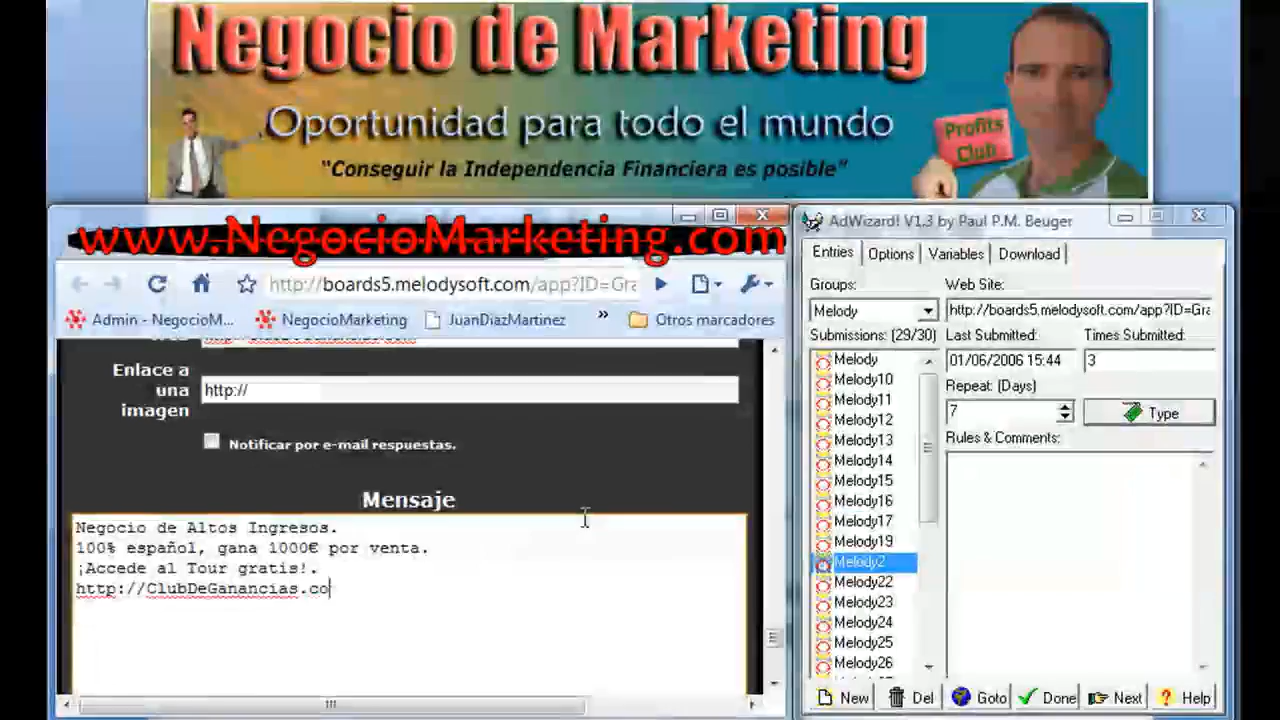 Negocio de Marketing
Oportunidad para todo el mundo
"Conseguir la Independencia Financiera es posible"
Profits
Club
www.NegocioMarketing.com
http://boards5.melodysoft.com/app?ID=Gra
Admin - NegocioM...
NegocioMarketing
JuanDiazMartinez
»
Otros marcadores
Enlace a
una
imagen
http://
Notificar por e-mail respuestas.
Mensaje
Negocio de Altos Ingresos.
100% español, gana 1000€ por venta.
¡Accede al Tour gratis!.
http://ClubDeGanancias.co
AdWizard! V1.3 by Paul P.M. Beuger
Entries Options Variables Download
Groups:
Melody
Submissions: (29/30)
Melody
Melody10
Melody11
Melody12
Melody13
Melody14
Melody15
Melody16
Melody17
Melody19
Melody2
Melody22
Melody23
Melody24
Melody25
Melody26
Web Site:
http://boards5.melodysoft.com/app?ID=Gra
Last Submitted: Times Submitted:
01/06/2006 15:44 3
Repeat: (Days)
7 Type
Rules & Comments:
New Del Goto Done Next Help